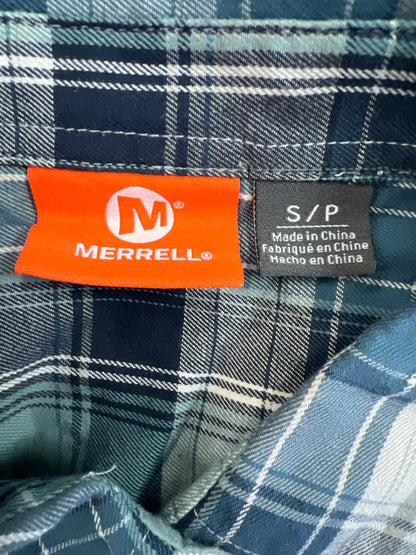 M®
MERRELL®
S/P
Made in China
Fabriqué en Chine
Hecho en China